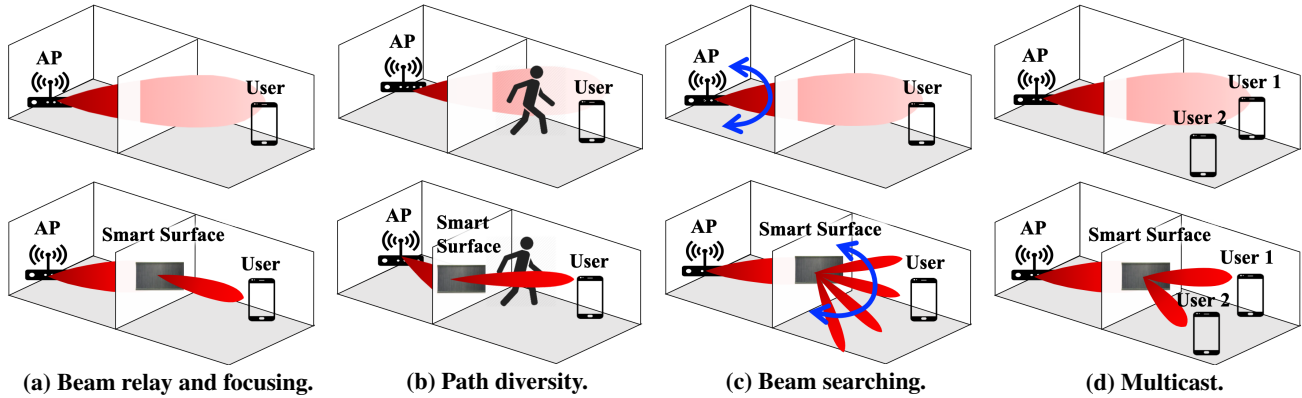 AP
User
AP
User
AP
User
AP
User 1
User 2
AP
Smart Surface
User
AP
Smart
Surface
User
AP
Smart Surface
User
AP
Smart Surface
User 1
User 2
(a) Beam relay and focusing.
(b) Path diversity.
(c) Beam searching.
(d) Multicast.